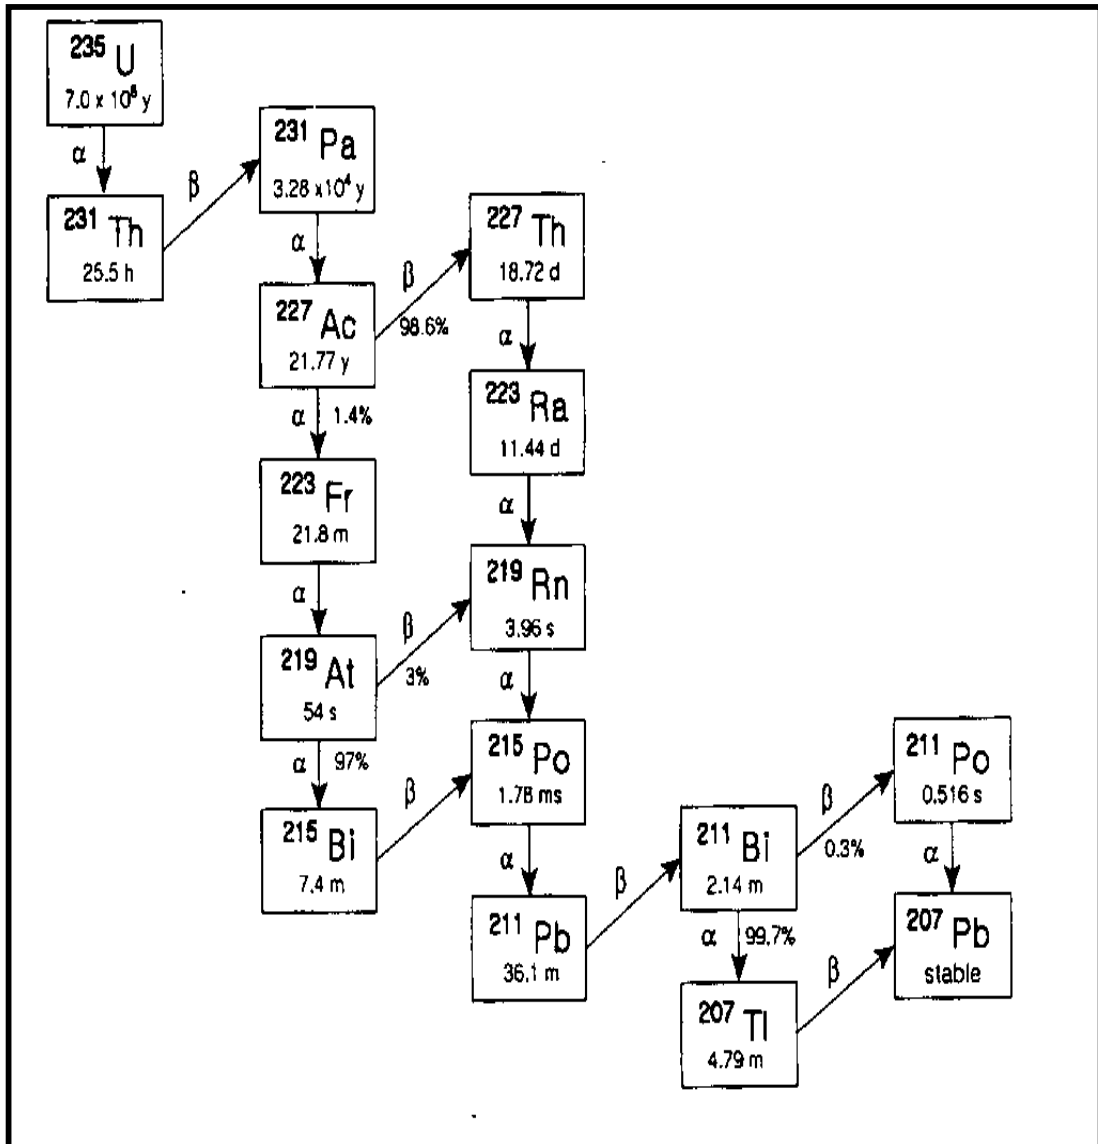 235 U
7.0 x 10⁸ y
α
231 Th
25.5 h
β
231 Pa
3.28 x10⁴ y
α
227 Ac
21.77 y
β
98.6%
227 Th
18.72 d
α
223 Ra
11.44 d
α
α 1.4%
223 Fr
21.8 m
α
219 At
54 s
β
3%
219 Rn
3.96 s
α
α 97%
215 Bi
7.4 m
β
215 Po
1.78 ms
α
211 Pb
36.1 m
β
211 Bi
2.14 m
β
0.3%
211 Po
0.516 s
α
α 99.7%
207 Tl
4.79 m
β
207 Pb
stable